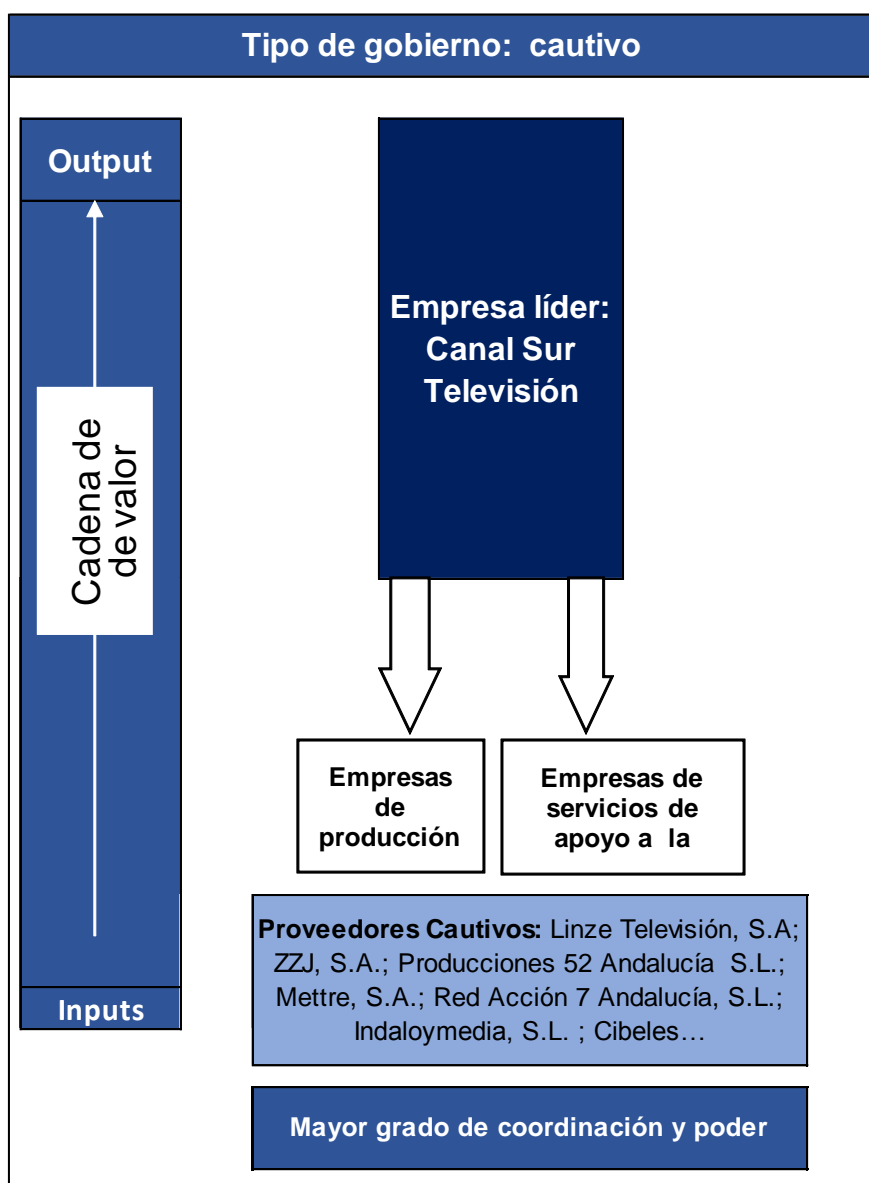 Tipo de gobierno: cautivo
Output
Cadena de
de valor
Inputs
Empresa líder:
Canal Sur
Televisión
Empresas
de
producción
Empresas de
servicios de
apoyo a la
Proveedores Cautivos: Linze Televisión, S.A;
ZZJ, S.A.; Producciones 52 Andalucía S.L.;
Mettre, S.A.; Red Acción 7 Andalucía, S.L.;
Indaloymedia, S.L. ; Cibeles…
Mayor grado de coordinación y poder